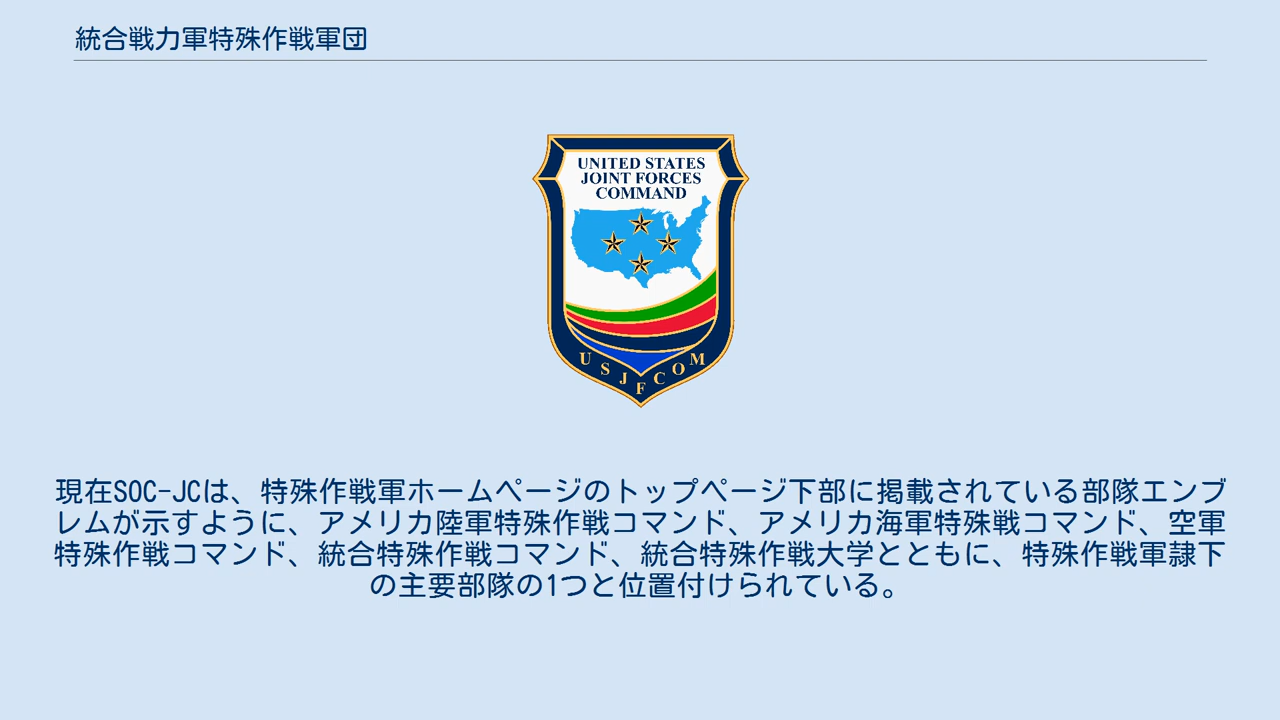 統合戦力軍特殊作戦軍団
UNITED STATES
JOINT FORCES
COMMAND
USJFCOM
現在SOC-JCは、特殊作戦軍ホームページのトップページ下部に掲載されている部隊エンブ
レムが示すように、アメリカ陸軍特殊作戦コマンド、アメリカ海軍特殊戦コマンド、空軍
特殊作戦コマンド、統合特殊作戦コマンド、統合特殊作戦大学とともに、特殊作戦軍隷下
の主要部隊の1つと位置付けられている。